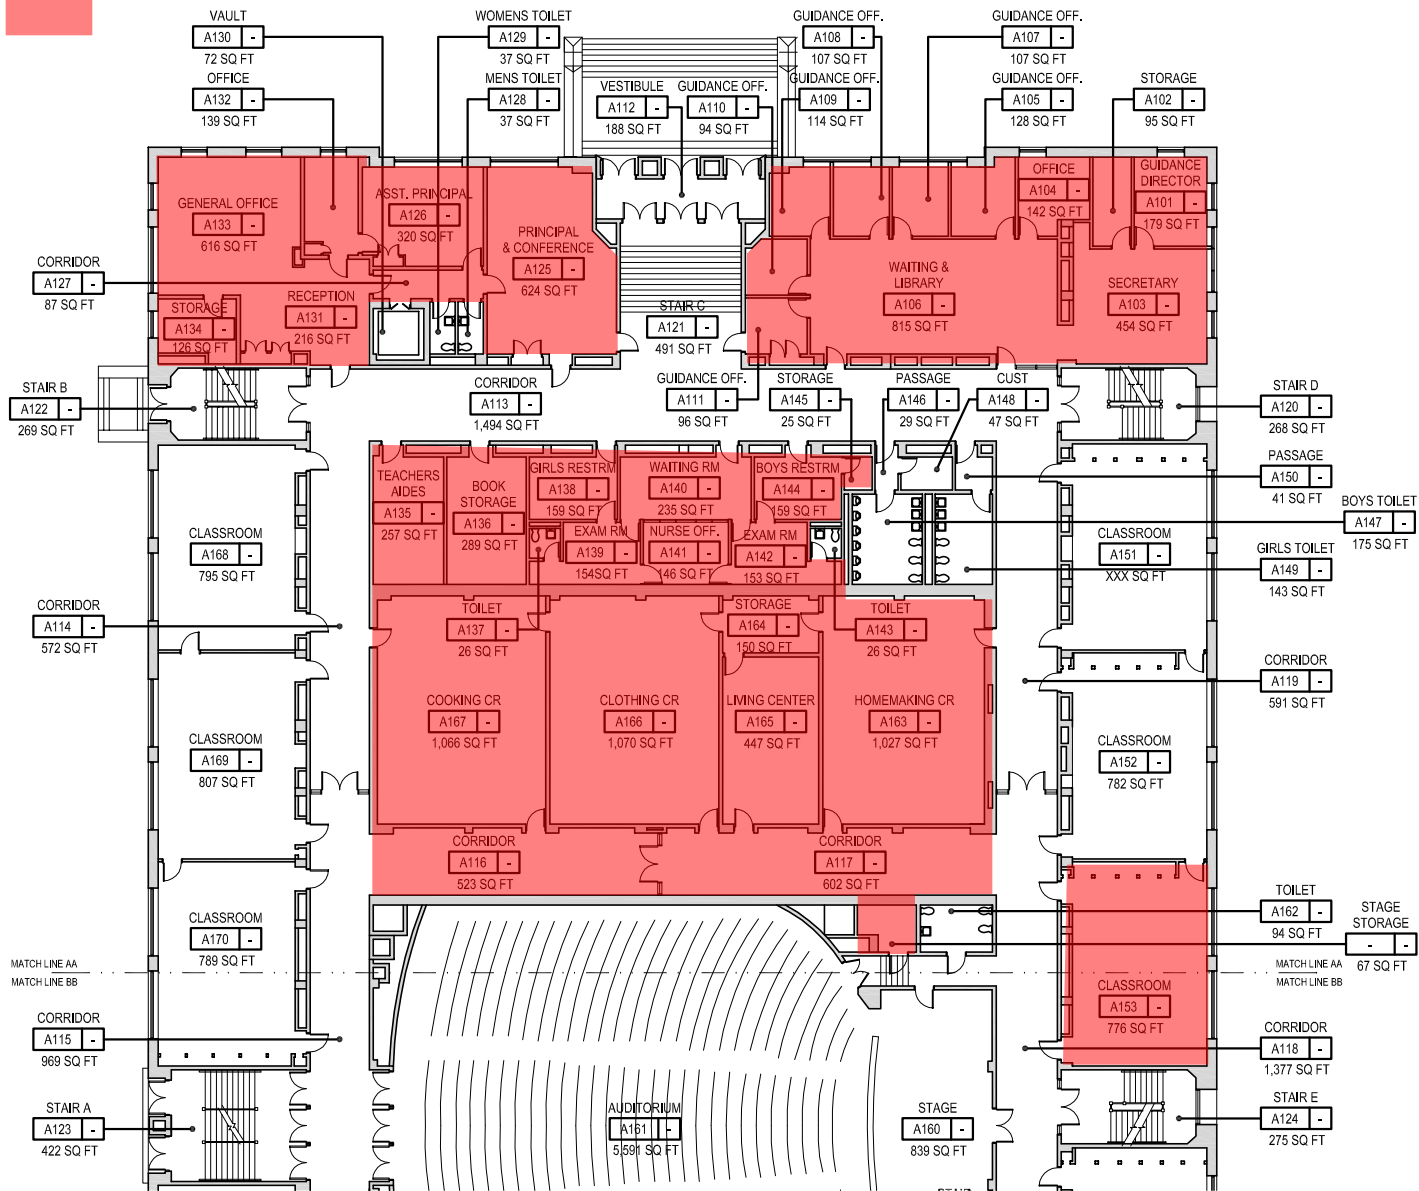 VAULT
A130 -
72 SQ FT
WOMENS TOILET
A129 -
37 SQ FT
GUIDANCE OFF.
A108 -
107 SQ FT
GUIDANCE OFF.
A107 -
107 SQ FT
OFFICE
A132 -
139 SQ FT
MENS TOILET
A128 -
37 SQ FT
VESTIBULE
A112 -
188 SQ FT
GUIDANCE OFF.
A110 -
94 SQ FT
GUIDANCE OFF.
A109 -
114 SQ FT
GUIDANCE OFF.
A105 -
128 SQ FT
STORAGE
A102 -
95 SQ FT
GENERAL OFFICE
A133 -
616 SQ FT
ASST. PRINCIPAL
A126 -
320 SQ FT
PRINCIPAL
& CONFERENCE
A125 -
624 SQ FT
OFFICE
A104 -
142 SQ FT
GUIDANCE
DIRECTOR
A101 -
179 SQ FT
CORRIDOR
A127 -
87 SQ FT
STORAGE
A134 -
126 SQ FT
RECEPTION
A131 -
216 SQ FT
STAIR C
A121 -
491 SQ FT
WAITING &
LIBRARY
A106 -
815 SQ FT
SECRETARY
A103 -
454 SQ FT
STAIR B
A122 -
269 SQ FT
CORRIDOR
A113 -
1,494 SQ FT
GUIDANCE OFF.
A111 -
96 SQ FT
STORAGE
A145 -
25 SQ FT
PASSAGE
A146 -
29 SQ FT
CUST
A148 -
47 SQ FT
STAIR D
A120 -
268 SQ FT
TEACHERS
AIDES
A135 -
257 SQ FT
BOOK
STORAGE
A136 -
289 SQ FT
GIRLS RESTRM
A138 -
159 SQ FT
WAITING RM
A140 -
235 SQ FT
BOYS RESTRM
A144 -
159 SQ FT
PASSAGE
A150 -
41 SQ FT
BOYS TOILET
A147 -
175 SQ FT
CLASSROOM
A168 -
795 SQ FT
EXAM RM
A139 -
154SQ FT
NURSE OFF.
A141 -
146 SQ FT
EXAM RM
A142 -
153 SQ FT
CLASSROOM
A151 -
XXX SQ FT
GIRLS TOILET
A149 -
143 SQ FT
CORRIDOR
A114 -
572 SQ FT
TOILET
A137 -
26 SQ FT
STORAGE
A164 -
150 SQ FT
TOILET
A143 -
26 SQ FT
CORRIDOR
A119 -
591 SQ FT
COOKING CR
A167 -
1,066 SQ FT
CLOTHING CR
A166 -
1,070 SQ FT
LIVING CENTER
A165 -
447 SQ FT
HOMEMAKING CR
A163 -
1,027 SQ FT
CLASSROOM
A169 -
807 SQ FT
CLASSROOM
A152 -
782 SQ FT
CORRIDOR
A116 -
523 SQ FT
CORRIDOR
A117 -
602 SQ FT
CLASSROOM
A170 -
789 SQ FT
TOILET
A162 -
94 SQ FT
STAGE
STORAGE
- -
67 SQ FT
MATCH LINE AA
MATCH LINE BB
MATCH LINE AA
MATCH LINE BB
CLASSROOM
A153 -
776 SQ FT
CORRIDOR
A115 -
969 SQ FT
CORRIDOR
A118 -
1,377 SQ FT
STAIR A
A123 -
422 SQ FT
AUDITORIUM
A161 -
5,591 SQ FT
STAGE
A160 -
839 SQ FT
STAIR E
A124 -
275 SQ FT